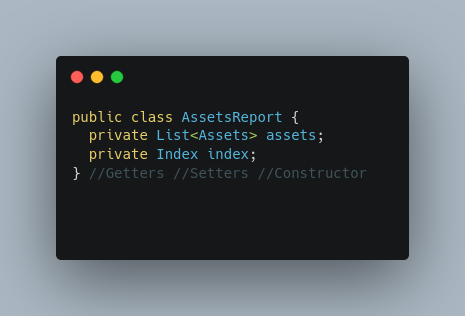 public class AssetsReport {
  private List<Assets> assets;
  private Index index;
} //Getters //Setters //Constructor